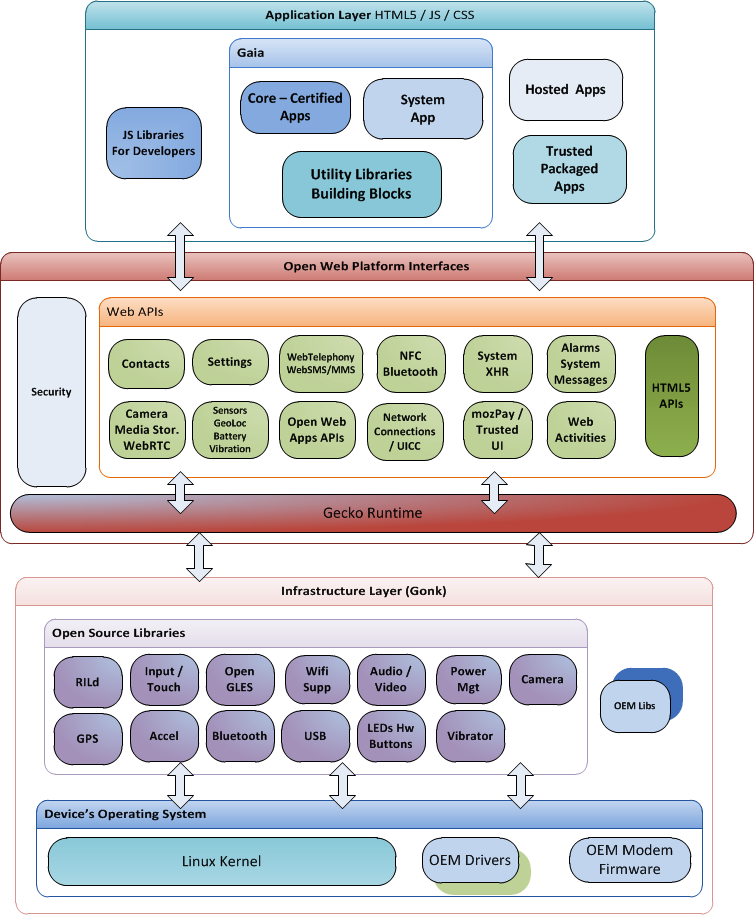 Application Layer HTML5 / JS / CSS
Gaia
Core – Certified
Apps
System
App
Hosted Apps
JS Libraries
For Developers
Utility Libraries
Building Blocks
Trusted
Packaged
Apps
Open Web Platform Interfaces
Security
Web APIs
Contacts
Settings
WebTelephony
WebSMS/MMS
NFC
Bluetooth
System
XHR
Alarms
System
Messages
HTML5
APIs
Camera
Media Stor.
WebRTC
Sensors
GeoLoc
Battery
Vibration
Open Web
Apps APIs
Network
Connections
/ UICC
mozPay /
Trusted
UI
Web
Activities
Gecko Runtime
Infrastructure Layer (Gonk)
Open Source Libraries
RILd
Input /
Touch
Open
GLES
Wifi
Supp
Audio /
Video
Power
Mgt
Camera
OEM Libs
GPS
Accel
Bluetooth
USB
LEDs Hw
Buttons
Vibrator
Device's Operating System
Linux Kernel
OEM Drivers
OEM Modem
Firmware